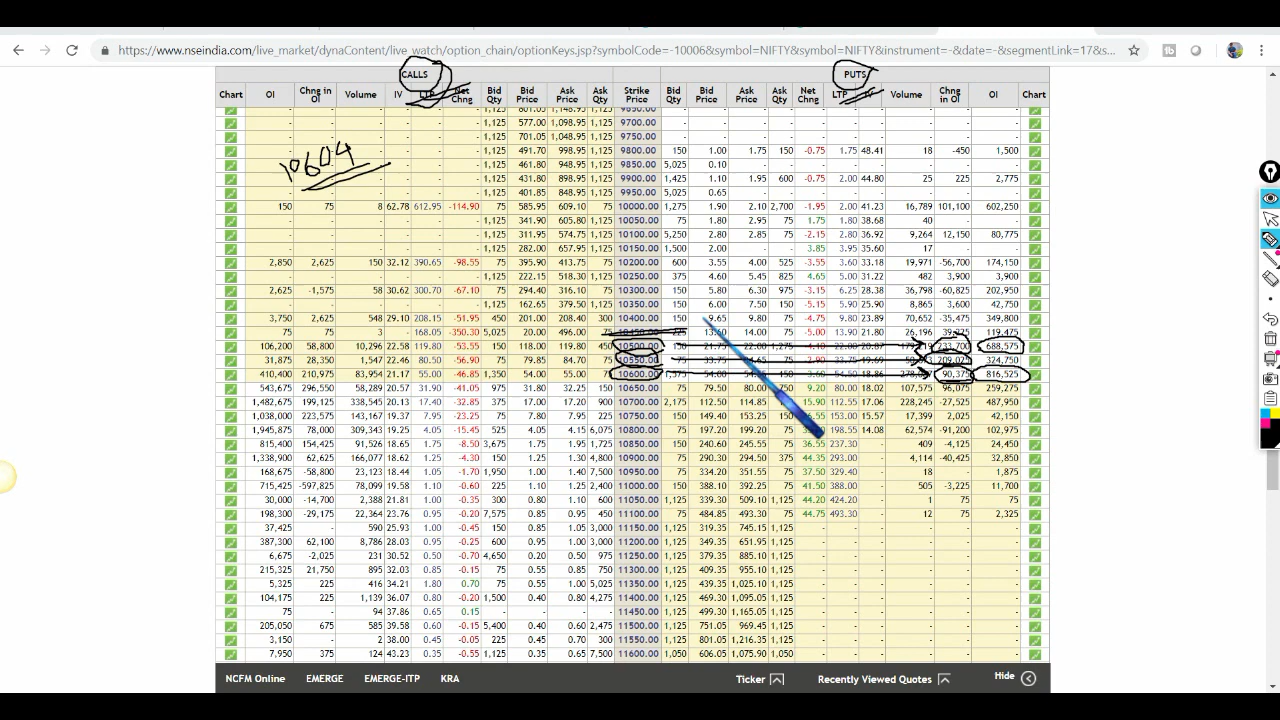 https://www.nseindia.com/live_market/dynaContent/live_watch/option_chain/optionKeys.jsp?symbolCode=-10006&symbol=NIFTY&symbol=NIFTY&instrument=-&date=-&segmentLink=17&s...
CALLS PUTS
Chart OI Chng in OI Volume IV LTP Net Chng Bid Qty Bid Price Ask Price Ask Qty Strike Price Bid Qty Bid Price Ask Price Ask Qty Net Chng LTP IV Volume Chng in OI OI Chart
- - - - - - 1,125 577.00 1,098.95 1,125 9700.00 - - - - - - - - - -
- - - - - - 1,125 701.05 1,048.95 1,125 9750.00 - - - - - - - - - -
- - - - - - 1,125 491.70 998.95 1,125 9800.00 150 1.00 1.75 150 -0.75 1.75 48.41 18 -450 1,500
- - - - - - 1,125 461.80 948.95 1,125 9850.00 5,025 0.10 - - - - - - - -
10604
- - - - - - 1,125 431.80 898.95 1,125 9900.00 1,425 1.10 1.95 600 -0.75 2.00 44.80 25 225 2,775
- - - - - - 1,125 401.85 848.95 1,125 9950.00 5,025 0.65 - - - - - - - -
150 75 8 62.78 612.95 -114.90 75 585.95 609.10 75 10000.00 1,275 1.90 2.10 2,700 -1.95 2.00 41.23 16,789 101,100 602,250
- - - - - - 1,125 341.90 605.80 1,125 10050.00 75 1.80 2.95 75 1.75 1.80 38.68 40 - -
- - - - - - 1,125 311.95 574.75 1,125 10100.00 5,250 2.80 2.85 75 -2.15 2.80 36.92 9,264 12,150 80,775
- - - - - - 1,125 282.00 657.95 1,125 10150.00 1,500 2.00 - - 3.85 3.95 35.60 17 - -
2,850 2,625 150 32.12 390.65 -98.55 75 395.90 413.75 75 10200.00 600 3.55 4.00 525 -3.55 3.60 33.18 19,971 -56,700 174,150
- - - - - - 1,125 222.15 518.30 1,125 10250.00 375 4.60 5.45 825 4.65 5.00 31.22 482 3,900 3,900
2,625 -1,575 58 30.62 300.70 -67.10 75 294.40 316.10 75 10300.00 150 5.80 6.30 975 -3.15 6.25 28.38 6,898 -60,825 202,950
- - - - - - 1,125 162.65 379.50 1,125 10350.00 150 6.00 7.50 150 -5.15 5.90 25.90 8,865 3,600 42,750
3,750 2,625 58 - 208.15 -51.95 450 201.00 208.40 300 10400.00 150 9.65 9.80 75 -4.75 9.80 23.89 70,652 -45,675 349,800
75 75 3 - 168.05 -350.30 5,025 20.00 496.00 75 14.00 75 -5.00 13.90 21.80 26,196 119,475
106,200 58,800 10,296 22.58 119.80 -53.55 150 118.00 119.80 450 10500.00 233,700 688,575
31,875 28,350 1,547 22.46 80.50 -56.90 75 79.85 84.70 75 10550.00 209,025 324,750
410,400 210,975 83,954 21.17 55.00 -46.85 1,350 54.00 55.00 75 10600.00 90,375 816,525
543,675 296,550 58,289 20.57 31.90 -41.05 975 31.80 32.25 150 10650.00 75 79.50 80.00 75 9.20 80.00 18.02 107,575 96,075 259,275
1,482,675 199,125 338,545 20.13 17.40 -35.95 375 17.00 17.20 900 10700.00 2,175 112.50 114.85 15.90 112.55 17.06 228,245 -27,525 487,950
1,038,000 223,575 143,167 19.37 7.95 -23.25 75 7.80 7.95 225 10750.00 150 149.40 153.25 150 153.00 15.57 17,399 2,025 42,150
1,945,875 78,000 309,343 19.25 4.05 -15.45 525 4.05 4.15 6,075 10800.00 75 197.55 199.20 75 198.55 14.08 62,574 -91,200 102,975
815,400 154,425 91,526 18.65 1.75 -8.50 3,675 1.75 1.95 1,725 10850.00 150 240.60 245.55 75 36.55 237.30 - 409 -4,125 24,450
1,338,900 62,625 166,077 18.62 1.25 -4.30 150 1.25 1.30 4,800 10900.00 75 290.30 294.50 375 44.35 293.00 - 4,114 -40,425 32,850
168,675 -58,800 23,123 18.44 1.05 -1.70 1,950 1.00 1.40 7,500 10950.00 75 334.20 351.55 75 37.50 329.40 - 18 - 1,875
715,425 -597,825 78,099 19.58 1.10 -0.60 225 1.10 1.25 2,400 11000.00 150 388.10 392.25 75 41.50 388.00 - 503 -3,225 11,700
30,000 -14,700 2,388 21.81 1.00 -0.35 300 0.80 1.10 600 11050.00 1,125 339.30 509.10 1,125 44.20 424.20 - 1 75 75
198,300 -29,175 22,364 23.76 0.95 -0.20 7,575 0.85 0.95 450 11100.00 75 484.85 493.30 75 44.75 493.30 - 12 75 2,325
37,425 - 590 25.93 1.00 -0.45 150 0.85 1.05 3,000 11150.00 1,125 319.35 745.15 1,125 - - - - - -
387,300 62,100 8,786 28.03 0.95 -0.25 600 0.95 1.00 3,000 11200.00 1,125 349.35 651.95 1,125 - - - - - -
6,675 -2,025 231 30.52 0.50 -0.70 4,650 0.20 0.50 675 11250.00 1,125 379.35 885.10 1,125 - - - - - -
215,325 21,750 895 32.03 0.85 -0.15 75 0.55 0.85 750 11300.00 1,125 409.35 955.10 1,125 - - - - - -
5,325 225 416 34.21 1.80 0.70 75 0.55 1.00 5,025 11350.00 1,125 439.35 1,025.10 1,125 - - - - - -
104,175 225 1,139 36.07 0.80 -0.20 1,500 0.40 0.80 4,275 11400.00 1,125 469.10 1,095.15 1,125 - - - - - -
75 - 94 37.86 0.65 0.15 - - - - 11450.00 1,125 499.30 1,165.05 1,125 - - - - - -
205,050 675 585 39.58 0.60 -0.15 5,400 0.40 0.60 2,475 11500.00 1,125 751.05 969.45 1,125 - - - - - -
3,150 - 2 38.00 0.45 -0.05 225 0.45 0.70 300 11550.00 1,125 801.05 1,216.35 1,125 - - - - - -
7,950 375 124 43.23 0.35 -0.55 1,125 0.35 0.65 7,500 11600.00 1,050 606.05 1,075.90 1,050 - - - - - -
NCFM Online EMERGE EMERGE-ITP KRA Ticker Recently Viewed Quotes Hide